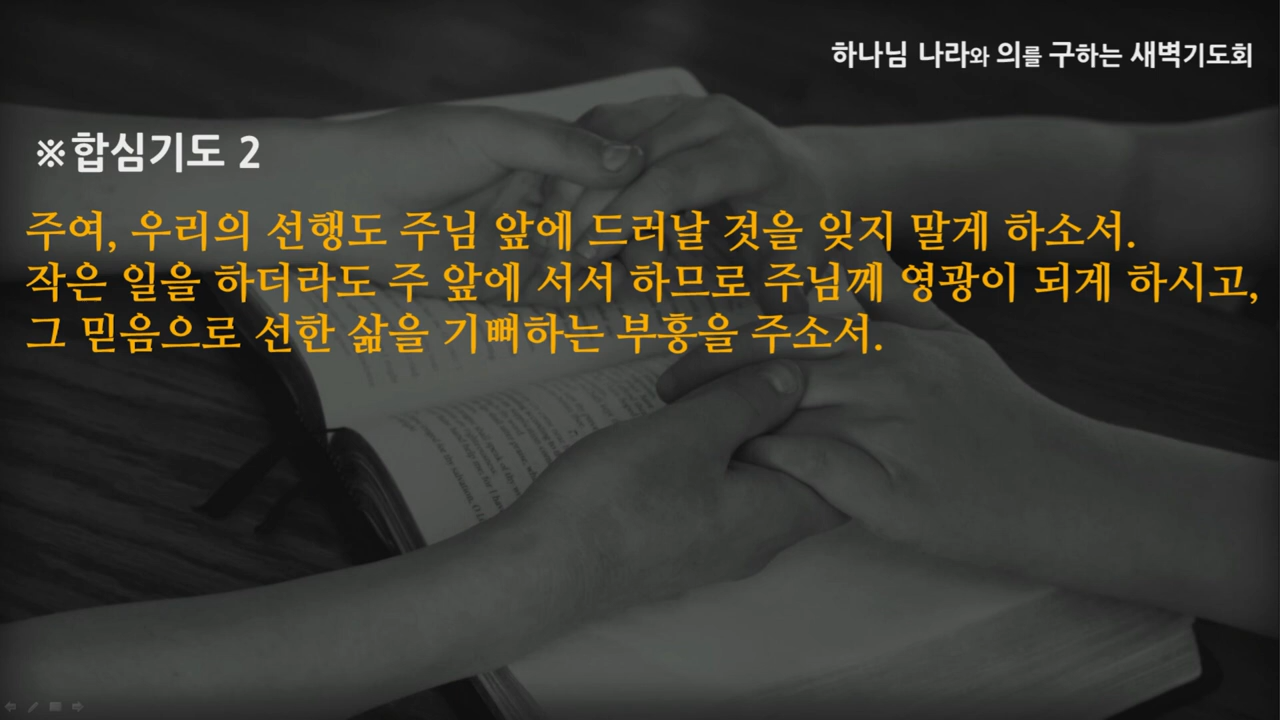 하나님 나라와 의를 구하는 새벽기도회
※합심기도 2
주여, 우리의 선행도 주님 앞에 드러날 것을 잊지 말게 하소서.
작은 일을 하더라도 주 앞에 서서 하므로 주님께 영광이 되게 하시고,
그 믿음으로 선한 삶을 기뻐하는 부흥을 주소서.